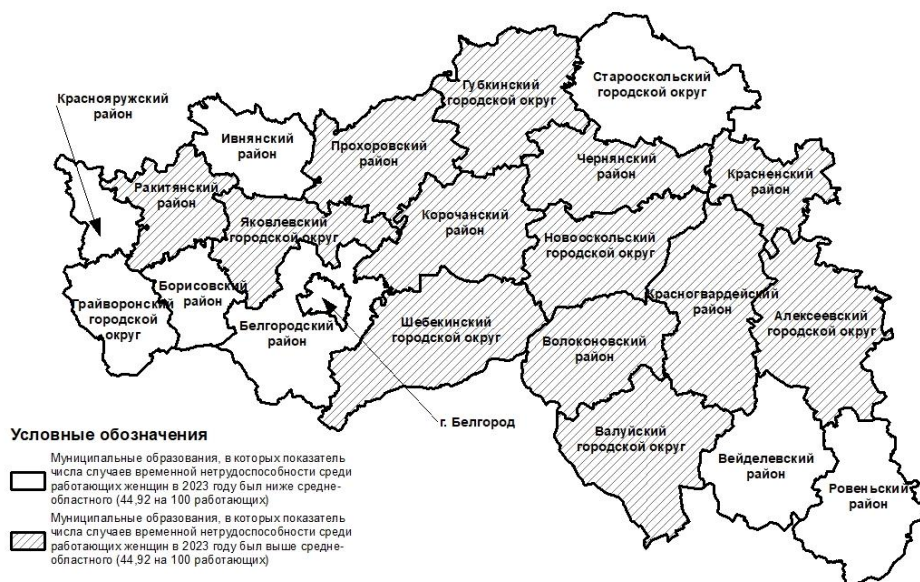 Краснояружский
район
Ивнянский
район
Прохоровский
район
Губкинский
городской округ
Старооскольский
городской округ
Ракитянский
район
Яковлевский
городской округ
Корочанский
район
Чернянский
район
Красненский
район
Новооскольский
городской округ
Грайворонский
городской
округ
Борисовский
район
Белгородский
район
Шебекинский
городской округ
Волоконовский
район
Красногвардейский
район
Алексеевский
городской округ
г. Белгород
Валуйский
городской округ
Вейделевский
район
Ровеньский
район
Условные обозначения
Муниципальные образования, в которых показатель
числа случаев временной нетрудоспособности среди
работающих женщин в 2023 году был ниже средне-
областного (44,92 на 100 работающих)
Муниципальные образования, в которых показатель
числа случаев временной нетрудоспособности среди
работающих женщин в 2023 году был выше средне-
областного (44,92 на 100 работающих)